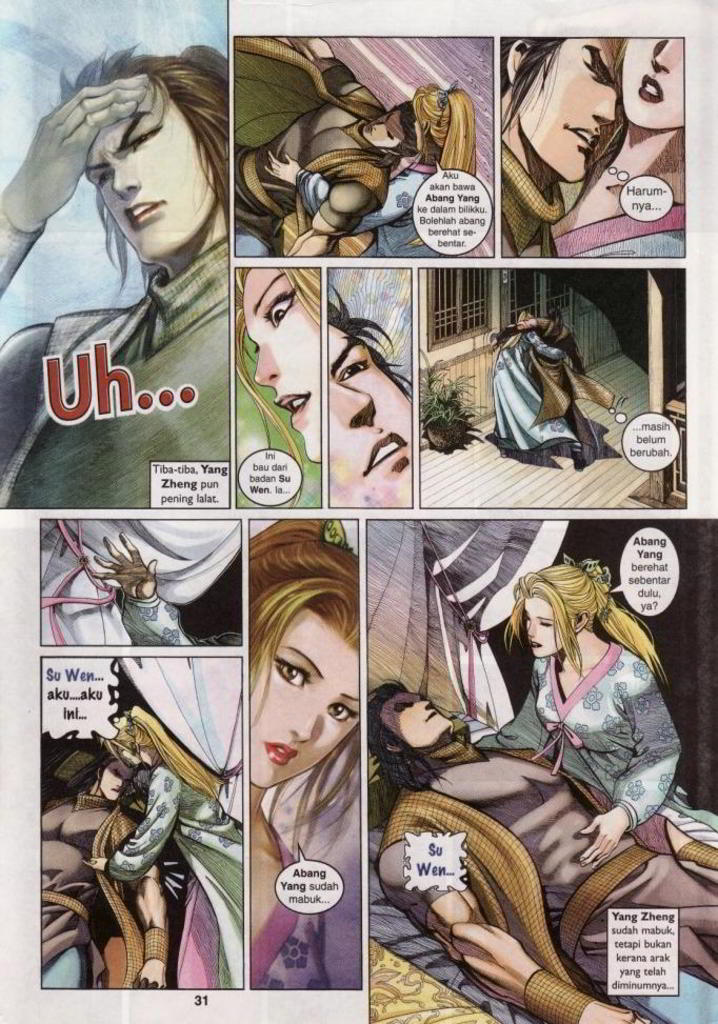 Uh...
Tiba-tiba, Yang
Zheng pun
pening lalat.
Aku
akan bawa
Abang Yang
ke dalam bilikku.
Bolehlah abang
berehat se-
bentar.
Harum-
nya...
Ini
bau dari
badan Su
Wen. Ia...
...masih
belum
berubah.
Su Wen...
aku....aku
ini...
Abang
Yang sudah
mabuk...
Abang
Yang
berehat
sebentar
dulu,
ya?
Su
Wen...
Yang Zheng
sudah mabuk,
tetapi bukan
kerana arak
yang telah
diminumnya...
31